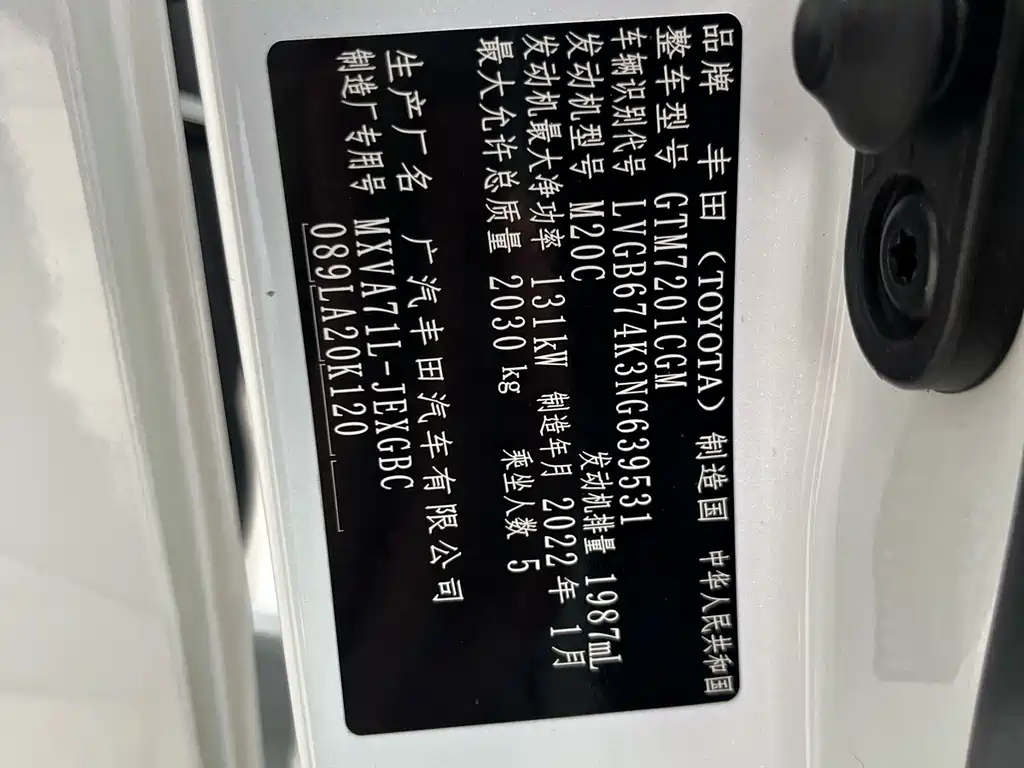 品牌 丰田（TOYOTA） 制造国 中华人民共和国
整车型号 GTM7201CGM
车辆识别代号 LVGB674K3NG639531
发动机型号 M20C 发动机排量 1987mL
发动机最大净功率 131kW 制造年月 2022年1月
最大允许总质量 2030kg 乘坐人数 5
生产厂名 广汽丰田汽车有限公司
制造厂专用号 MXVA71L-JEXGBC
089LA20K120